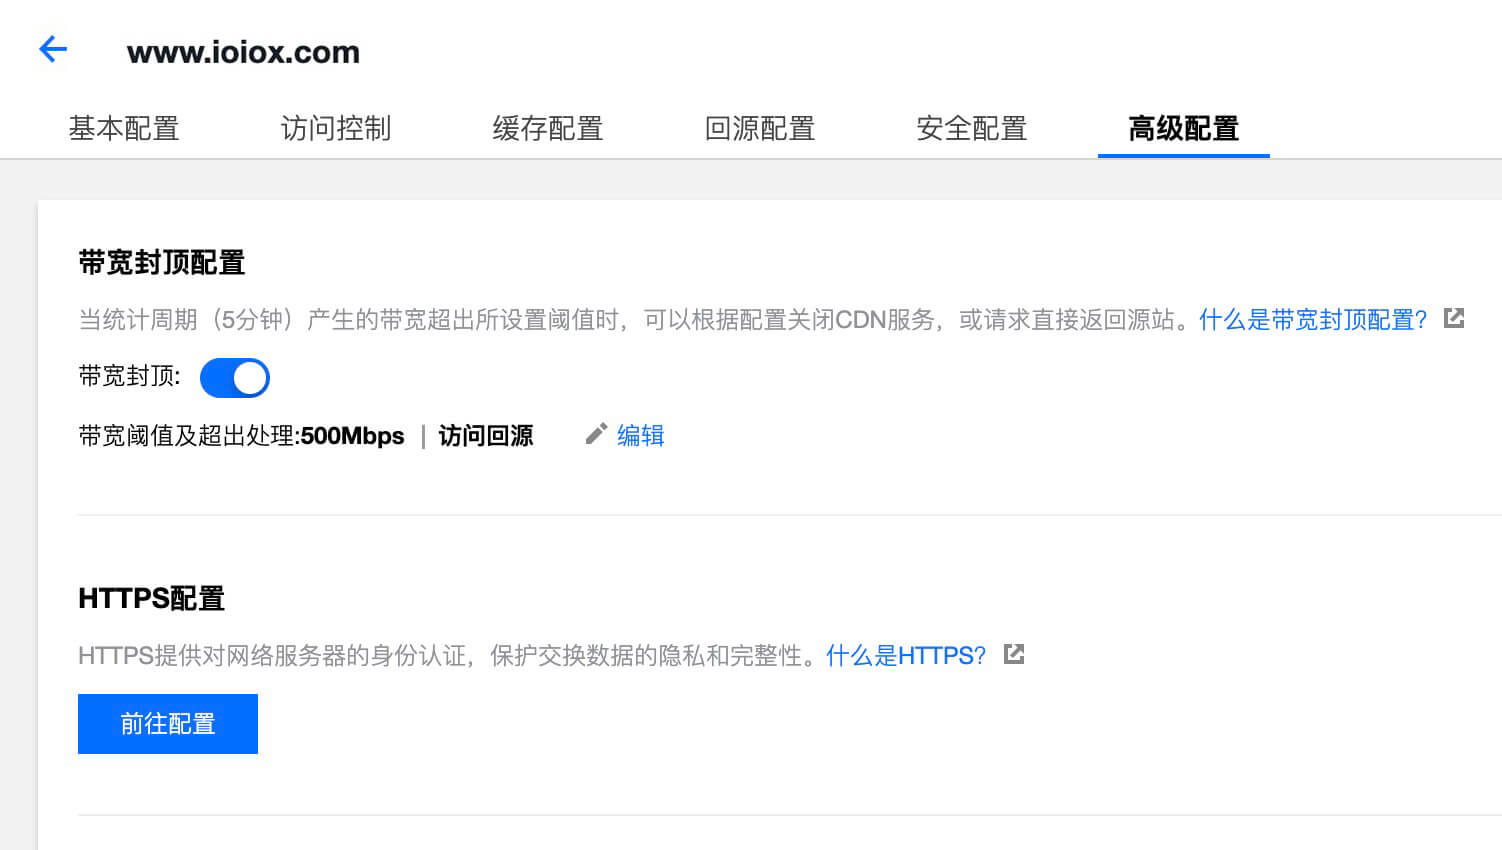 www.ioiox.com
基本配置 访问控制 缓存配置 回源配置 安全配置 高级配置
带宽封顶配置
当统计周期（5分钟）产生的带宽超出所设置阈值时，可以根据配置关闭CDN服务，或请求直接返回源站。什么是带宽封顶配置?
带宽封顶:
带宽阈值及超出处理:500Mbps | 访问回源 编辑
HTTPS配置
HTTPS提供对网络服务器的身份认证，保护交换数据的隐私和完整性。什么是HTTPS?
前往配置